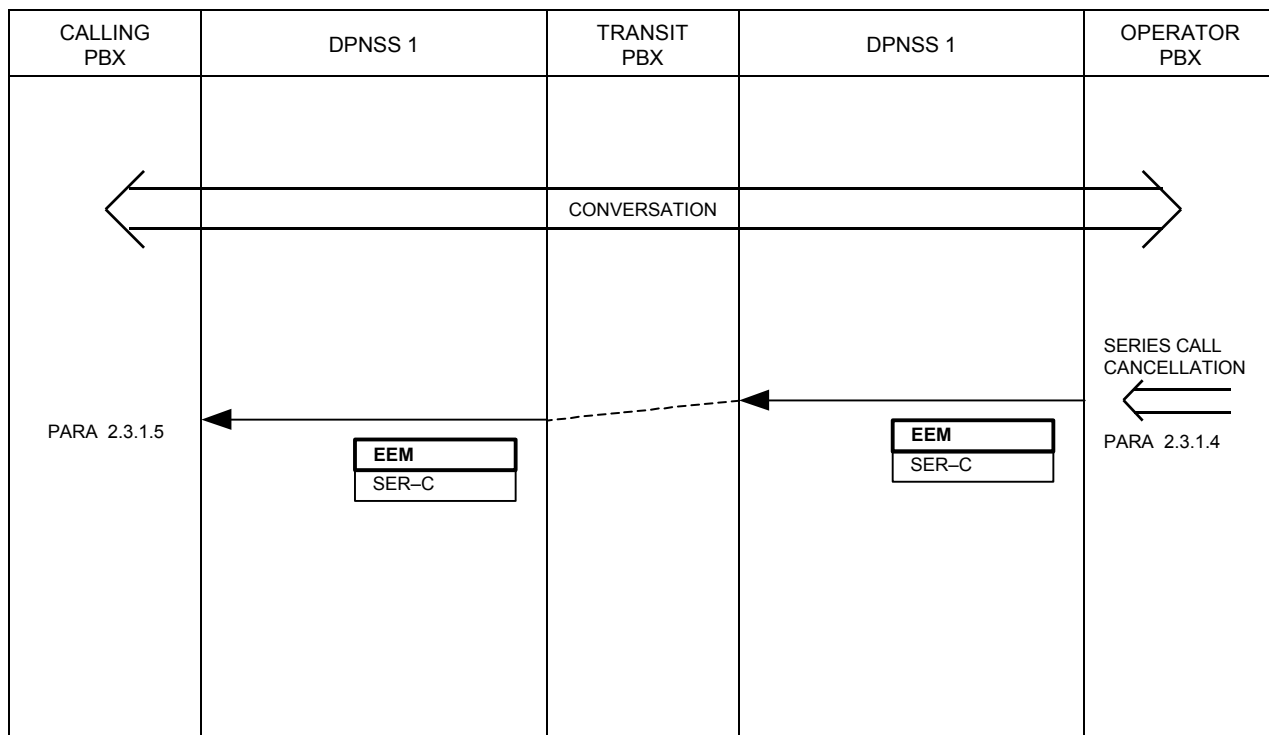 CALLING
PBX
DPNSS 1
TRANSIT
PBX
DPNSS 1
OPERATOR
PBX
CONVERSATION
SERIES CALL
CANCELLATION
PARA 2.3.1.5
EEM
SER–C
EEM
SER–C
PARA 2.3.1.4